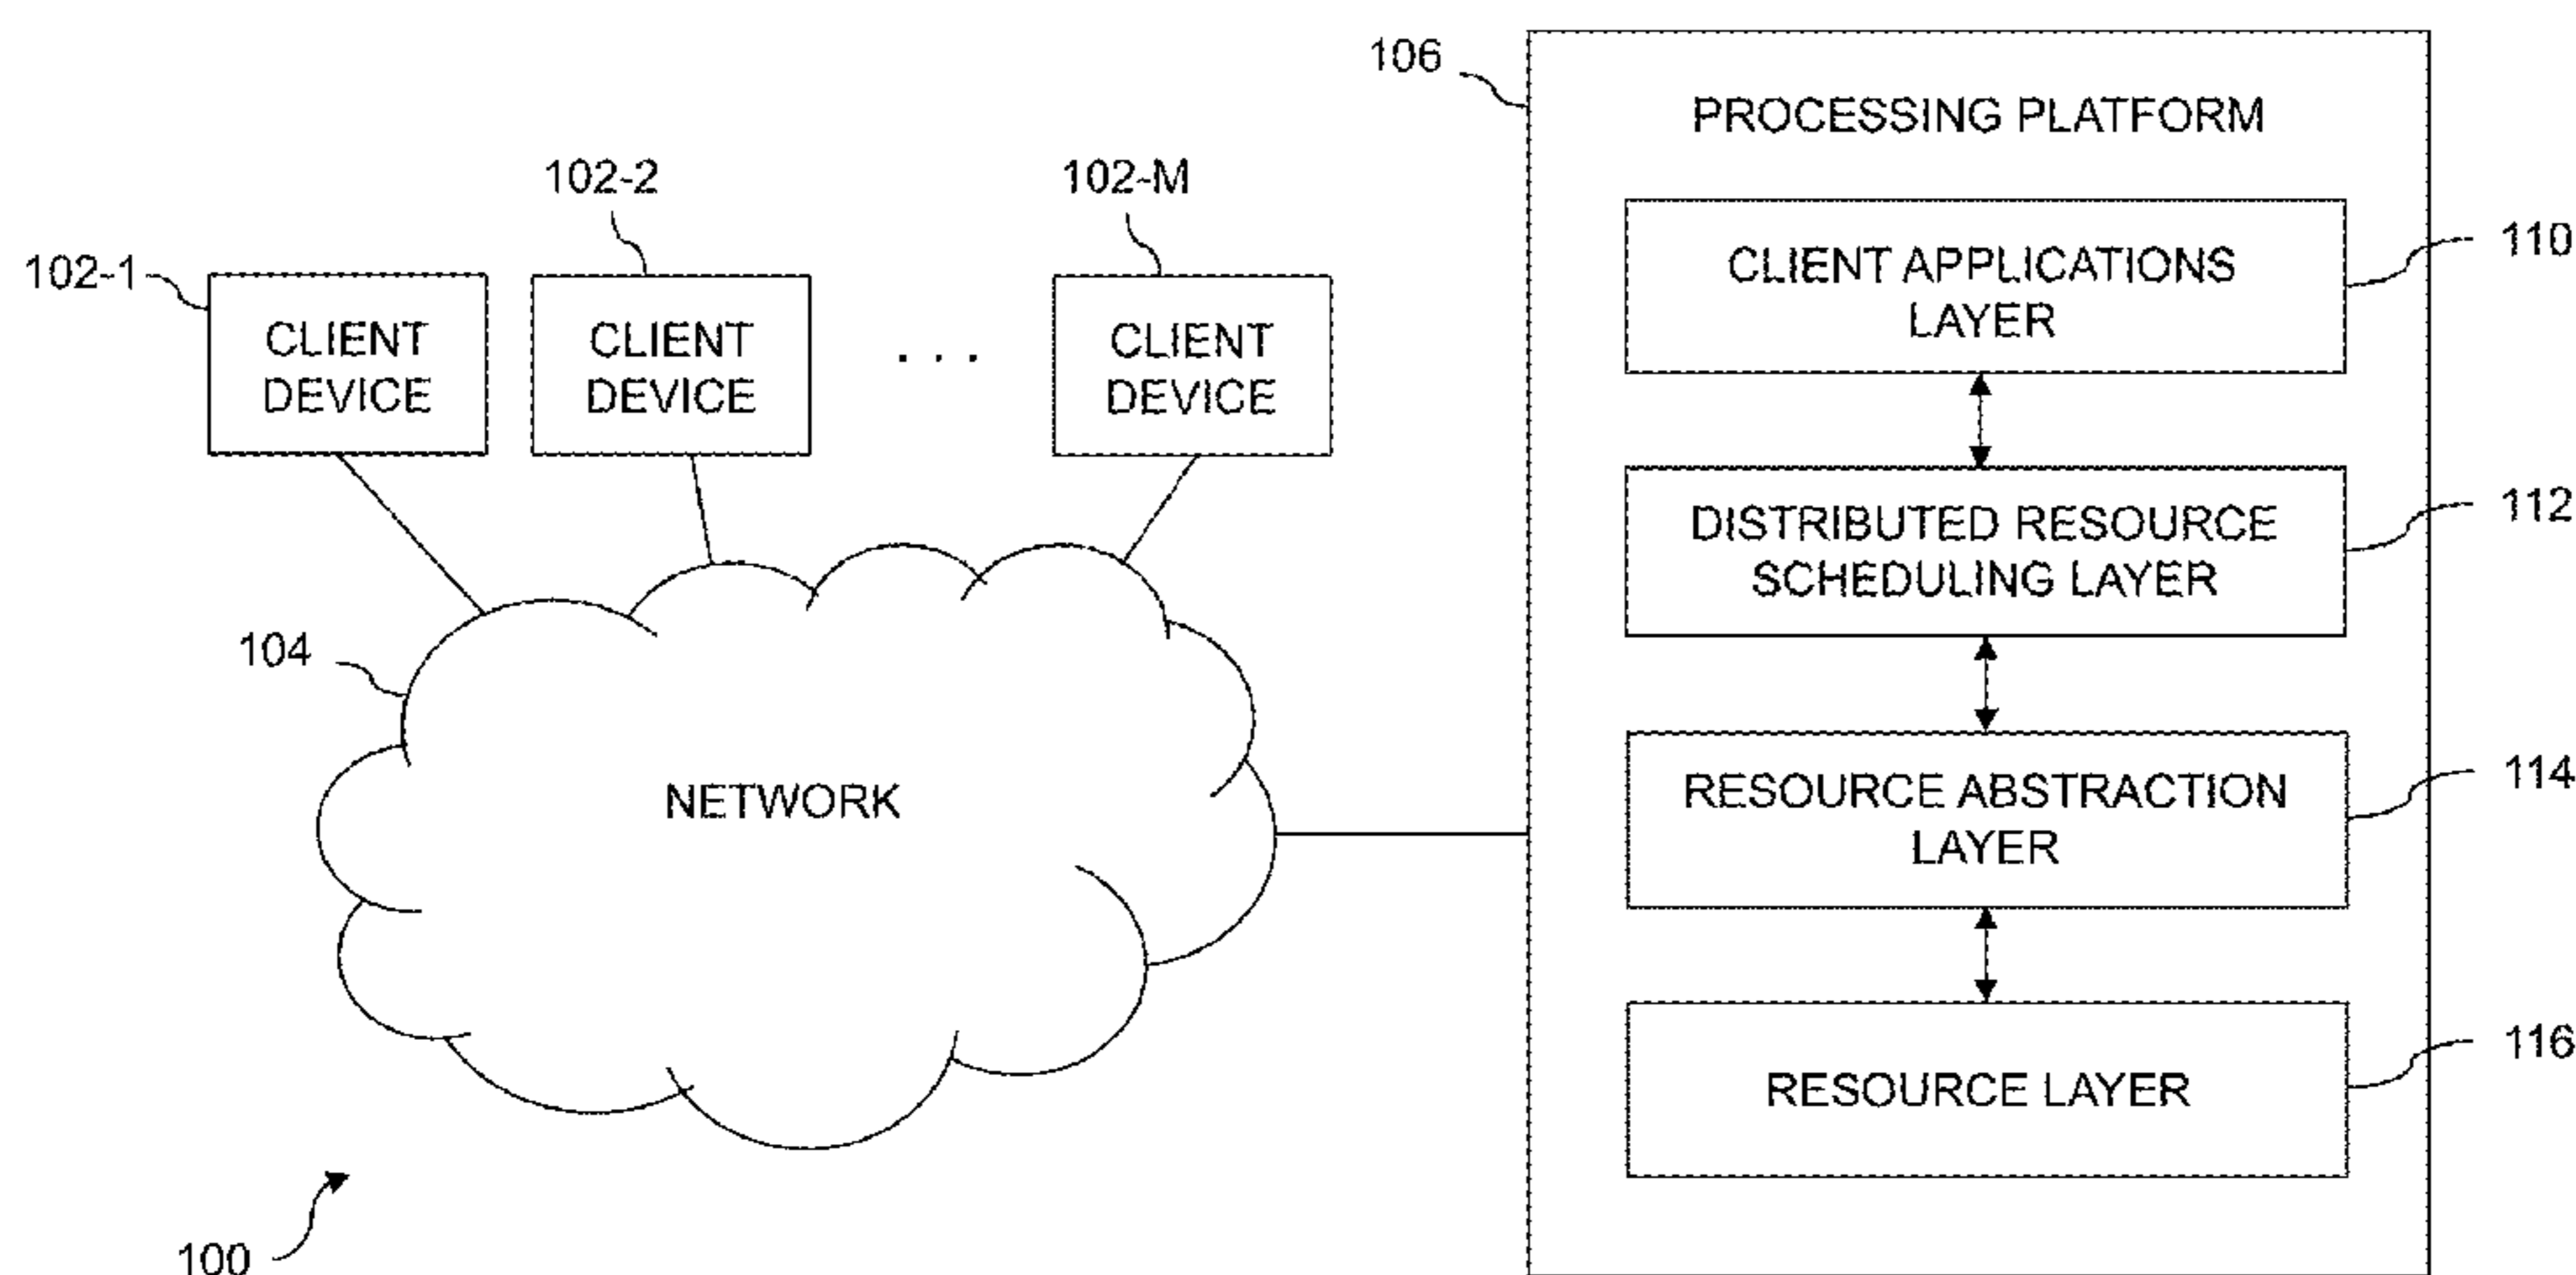 106
PROCESSING PLATFORM
102-2
102-M
102-1
CLIENT
DEVICE
CLIENT
DEVICE
. . .
CLIENT
DEVICE
CLIENT APPLICATIONS
LAYER
110
DISTRIBUTED RESOURCE
SCHEDULING LAYER
112
104
NETWORK
RESOURCE ABSTRACTION
LAYER
114
RESOURCE LAYER
116
100